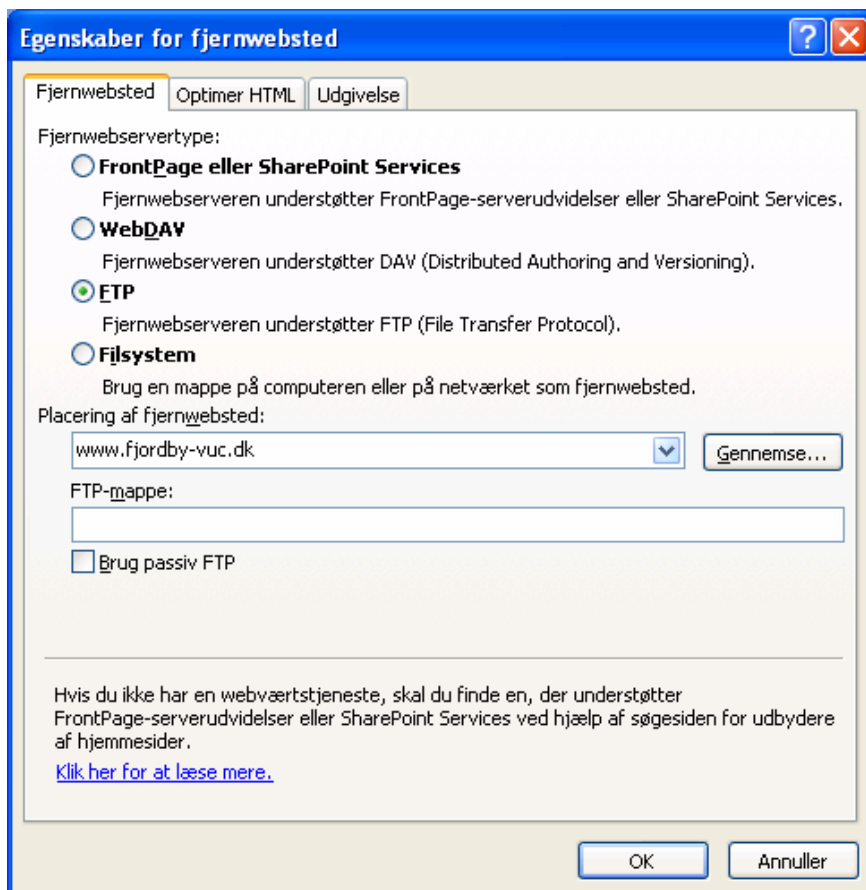 Egenskaber for fjernwebsted
Fjernwebsted Optimer HTML Udgivelse
Fjernwebservertype:
FrontPage eller SharePoint Services
Fjernwebserveren understøtter FrontPage-serverudvidelser eller SharePoint Services.
WebDAV
Fjernwebserveren understøtter DAV (Distributed Authoring and Versioning).
FTP
Fjernwebserveren understøtter FTP (File Transfer Protocol).
Filsystem
Brug en mappe på computeren eller på netværket som fjernwebsted.
Placering af fjernwebsted:
www.fjordby-vuc.dk Gennemse...
FTP-mappe:
Brug passiv FTP
Hvis du ikke har en webværtstjeneste, skal du finde en, der understøtter
FrontPage-serverudvidelser eller SharePoint Services ved hjælp af søgesiden for udbydere
af hjemmesider.
Klik her for at læse mere.
OK Annuller